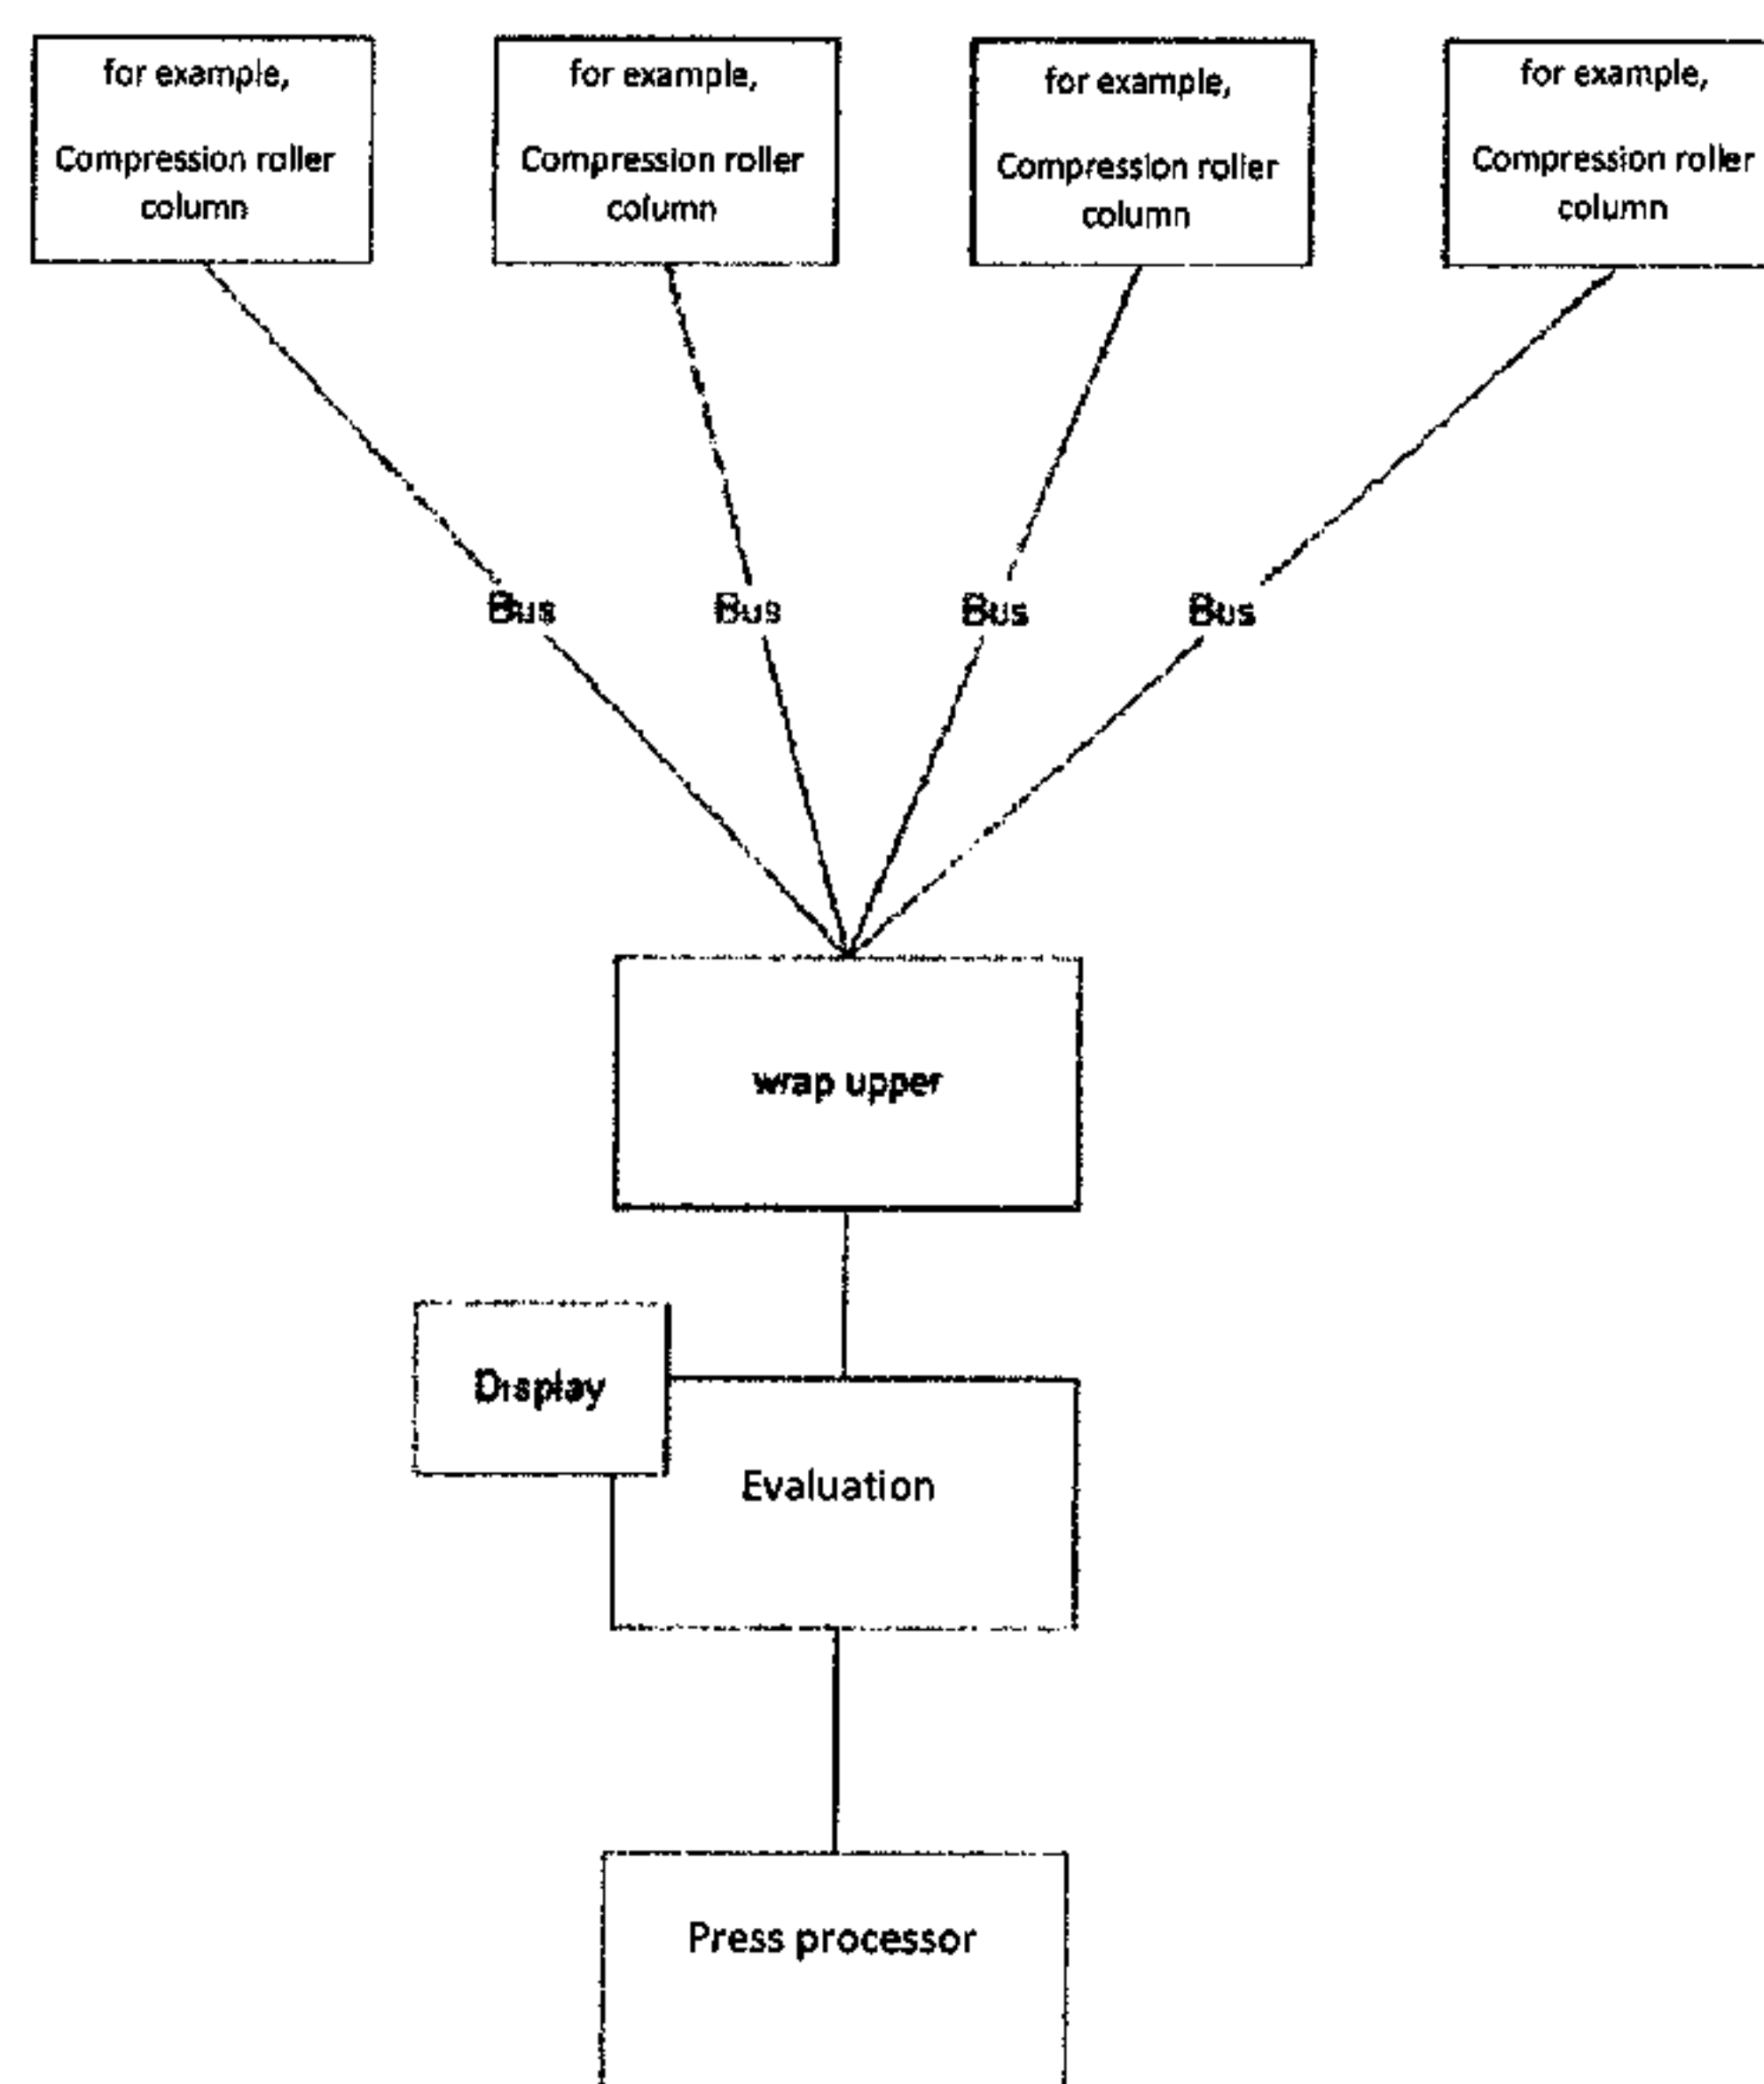 for example,
Compression roller
column
for example,
Compression roller
column
for example,
Compression roller
column
for example,
Compression roller
column
Bus
Bus
Bus
Bus
wrap upper
Display
Evaluation
Press processor